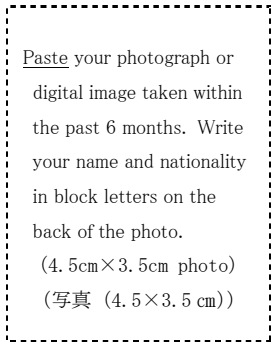 Paste your photograph or
digital image taken within
the past 6 months.  Write
your name and nationality
in block letters on the
back of the photo.
(4.5cm×3.5cm photo)
(写真（4.5×3.5 cm))